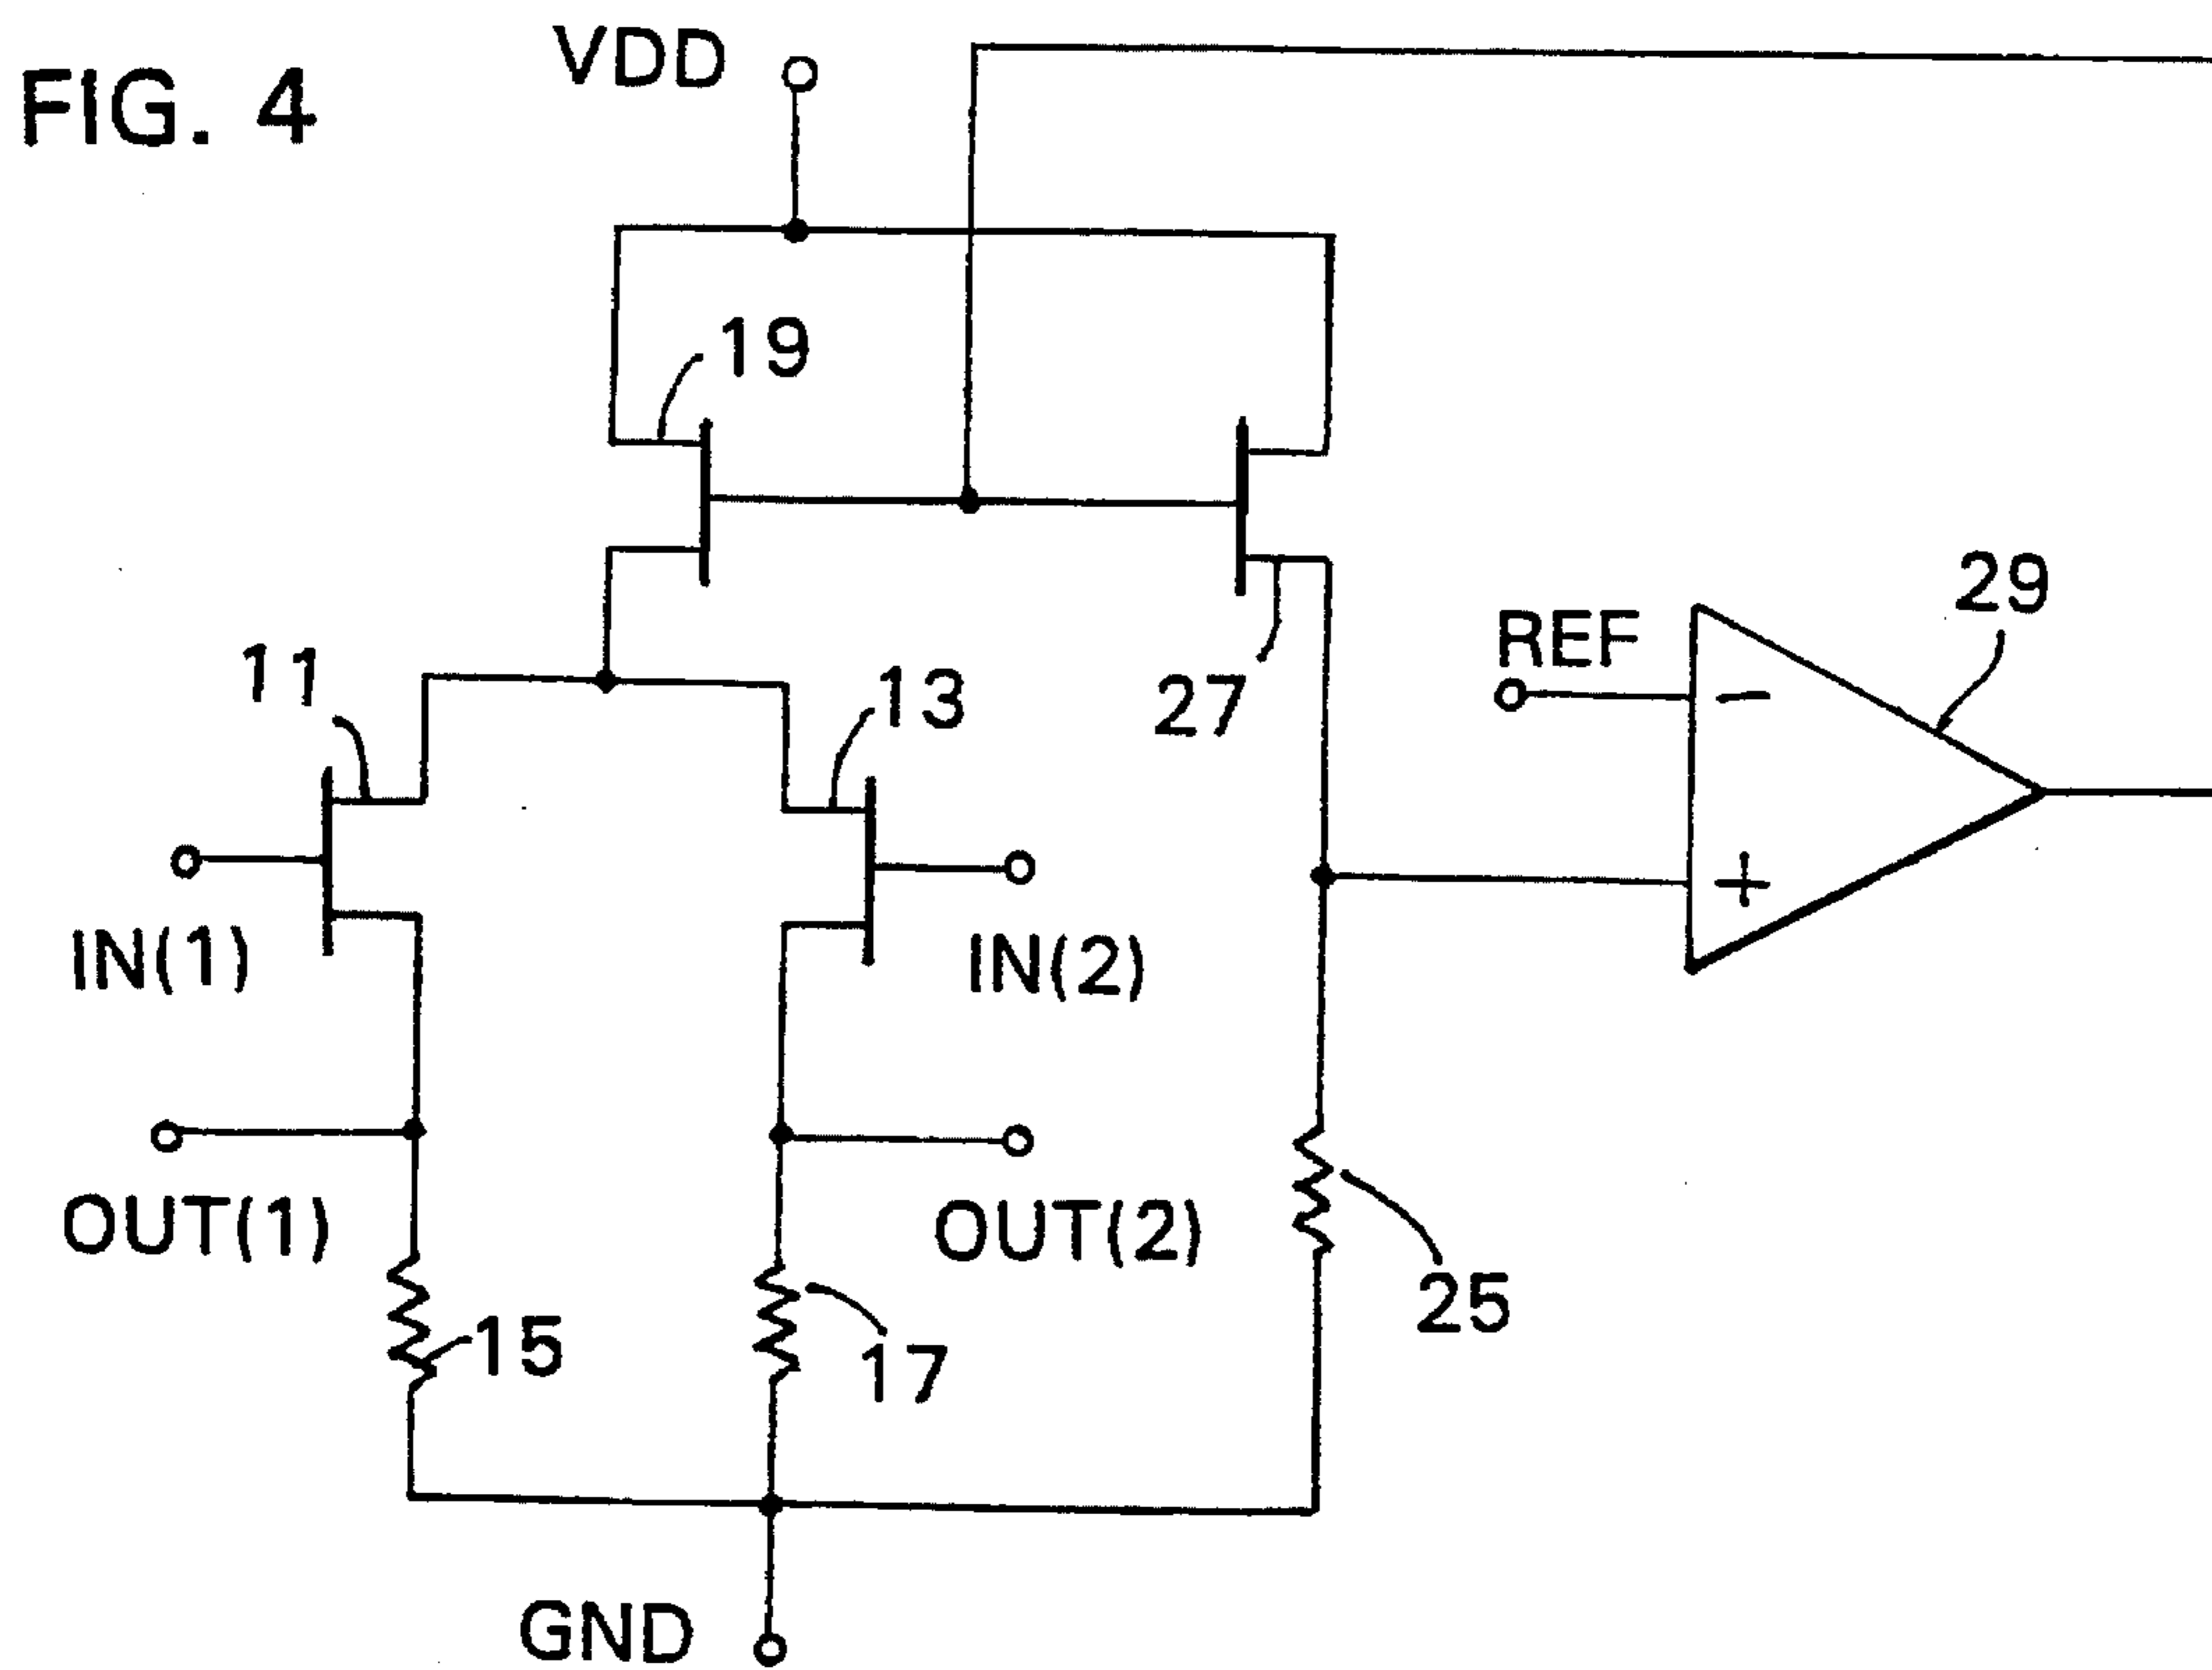 FIG. 4
VDD
19
29
REF
11
13
27
−
+
IN(1)
IN(2)
OUT(1)
OUT(2)
25
15
17
GND